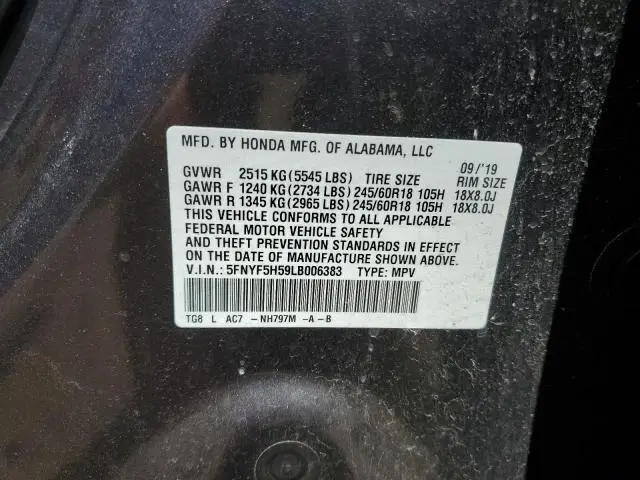 MFD. BY HONDA MFG. OF ALABAMA, LLC
09/'19
GVWR 2515 KG (5545 LBS) TIRE SIZE RIM SIZE
GAWR F 1240 KG (2734 LBS) 245/60R18 105H 18X8.0J
GAWR R 1345 KG (2965 LBS) 245/60R18 105H 18X8.0J
THIS VEHICLE CONFORMS TO ALL APPLICABLE
FEDERAL MOTOR VEHICLE SAFETY
AND THEFT PREVENTION STANDARDS IN EFFECT
ON THE DATE OF MANUFACTURE SHOWN ABOVE.
V.I.N.: 5FNYF5H59LB006383 TYPE: MPV
TG8 L AC7 -NH797M -A-B